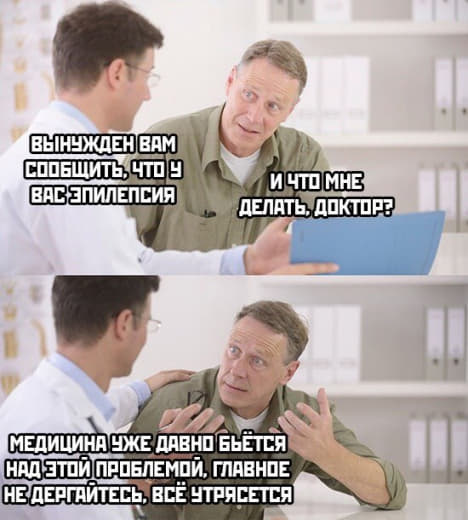 ВЫНУЖДЕН ВАМ
СООБЩИТЬ, ЧТО У
ВАС ЭПИЛЕПСИЯ
И ЧТО МНЕ
ДЕЛАТЬ, ДОКТОР?
МЕДИЦИНА УЖЕ ДАВНО БЬЁТСЯ
НАД ЭТОЙ ПРОБЛЕМОЙ, ГЛАВНОЕ
НЕ ДЕРГАЙТЕСЬ, ВСЁ УТРЯСЕТСЯ